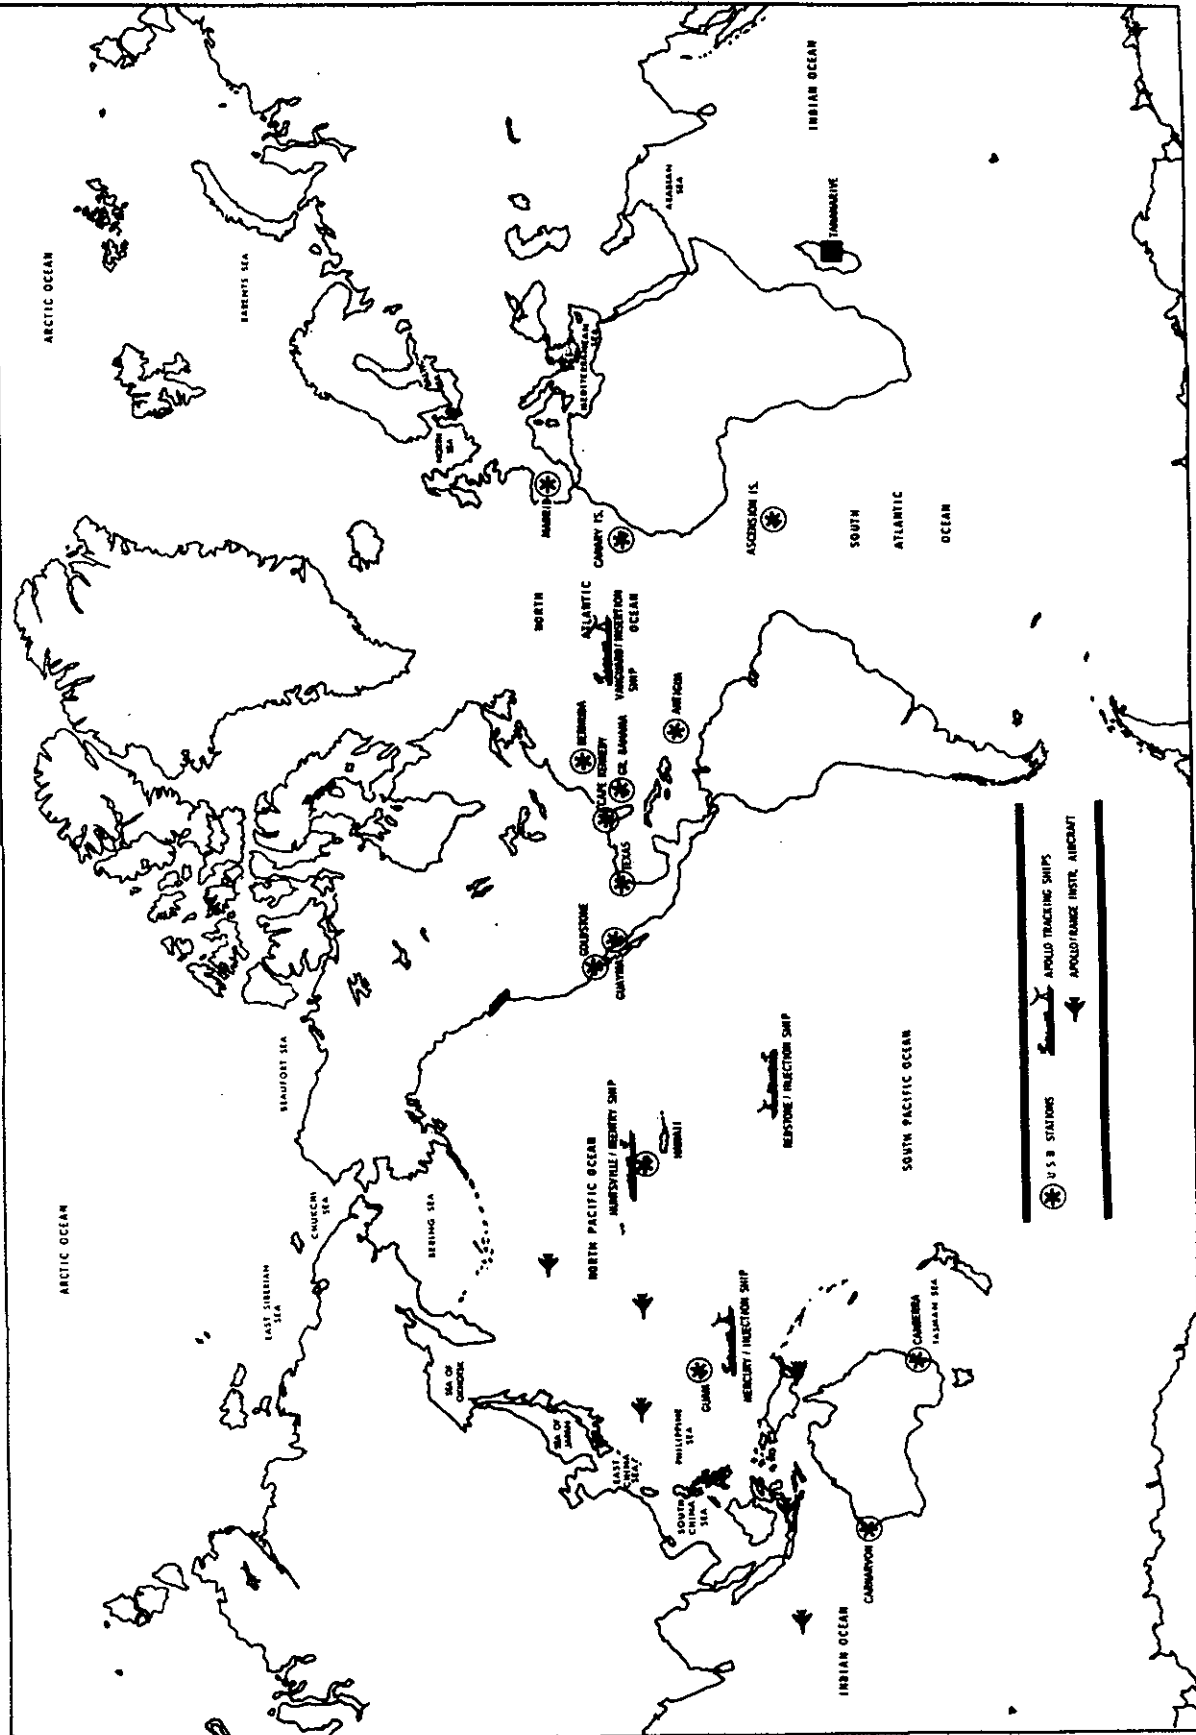 ARCTIC OCEAN
ARCTIC OCEAN
BARENTS SEA
EAST SIBERIAN
SEA
CHUKCHI
SEA
BEAUFORT SEA
BERING SEA
SEA OF
OKHOTSK
SEA OF
JAPAN
EAST
CHINA
SEA
NORTH
SEA
BALTIC
SEA
MADRID
MEDITERRANEAN
SEA
NORTH
ATLANTIC
OCEAN
CANARY IS.
VANGUARD / INSERTION
SHIP
BERMUDA
CAPE KENNEDY
GR. BAHAMA
ANTIGUA
TEXAS
GOLDSTONE
GUAYMAS
NORTH PACIFIC OCEAN
HUNTSVILLE / REENTRY SHIP
HAWAII
REDSTONE / INJECTION SHIP
PHILIPPINE
SEA
SOUTH
CHINA
SEA
GUAM
MERCURY / INJECTION SHIP
ARABIAN
SEA
INDIAN OCEAN
TANANARIVE
ASCENSION IS.
SOUTH
ATLANTIC
OCEAN
INDIAN OCEAN
CARNARVON
CANBERRA
TASMAN SEA
SOUTH PACIFIC OCEAN
U S B STATIONS
APOLLO TRACKING SHIPS
APOLLO/RANGE INSTR. AIRCRAFT